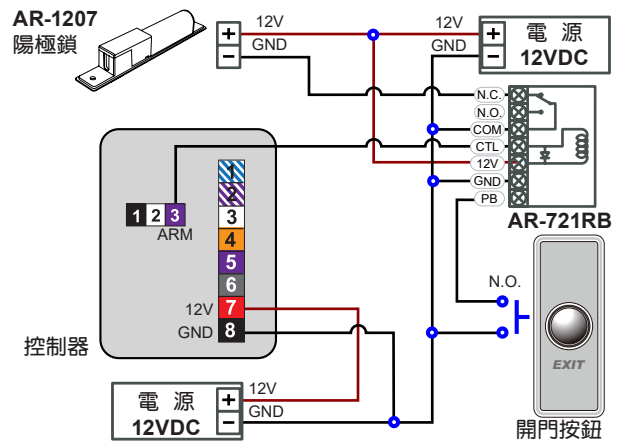 AR-1207
陽極鎖
12V
GND
12V
GND
電 源
12VDC
N.C.
N.O.
COM
CTL
12V
GND
PB
AR-721RB
1 2 3
ARM
1
2
3
4
5
6
12V 7
GND 8
控制器
N.O.
EXIT
開門按鈕
電 源
12VDC
12V
GND